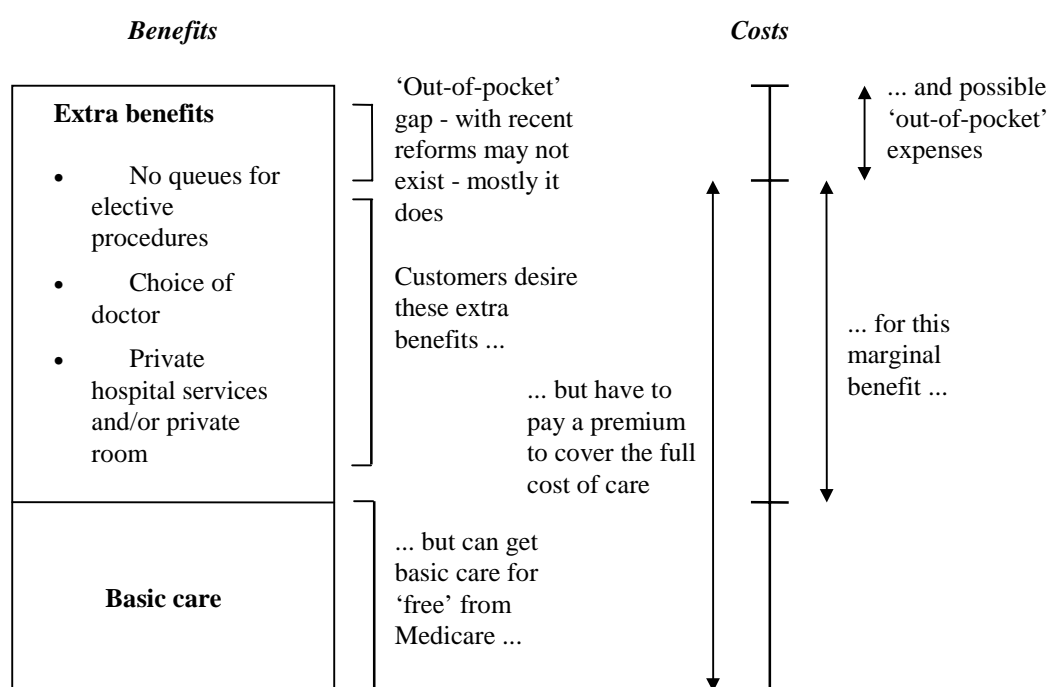 Benefits
Costs
Extra benefits
• No queues for
elective
procedures
• Choice of
doctor
• Private
hospital services
and/or private
room
Basic care
‘Out-of-pocket’
gap - with recent
reforms may not
exist - mostly it
does
Customers desire
these extra
benefits ...
... but have to
pay a premium
to cover the full
cost of care
... but can get
basic care for
‘free’ from
Medicare ...
... and possible
‘out-of-pocket’
expenses
... for this
marginal
benefit ...